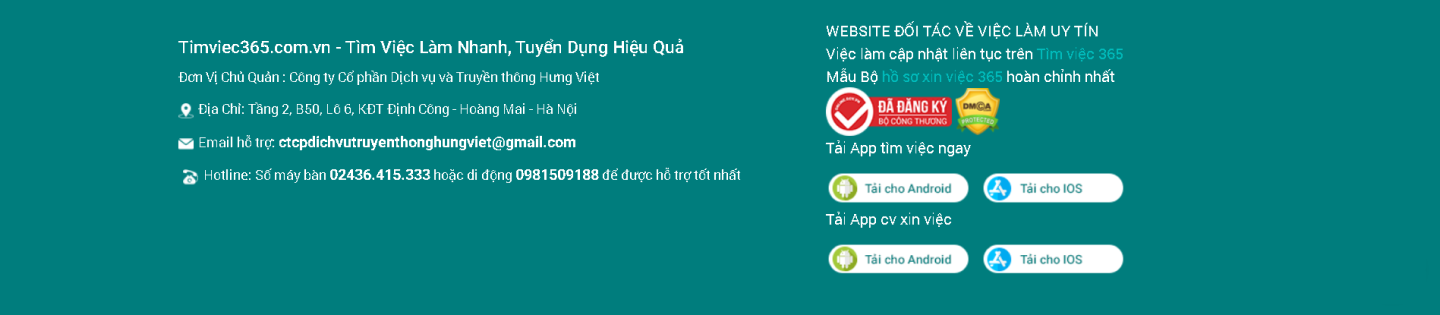 Timviec365.com.vn - Tìm Việc Làm Nhanh, Tuyển Dụng Hiệu Quả
Đơn Vị Chủ Quản : Công ty Cổ phần Dịch vụ và Truyền thông Hưng Việt
Địa Chỉ: Tầng 2, B50, Lô 6, KĐT Định Công - Hoàng Mai - Hà Nội
Email hỗ trợ: ctcpdichvutruyenthonghungviet@gmail.com
Hotline: Số máy bàn 02436.415.333 hoặc di động 0981509188 để được hỗ trợ tốt nhất
WEBSITE ĐỐI TÁC VỀ VIỆC LÀM UY TÍN
Việc làm cập nhật liên tục trên Tìm việc 365
Mẫu Bộ hồ sơ xin việc 365 hoàn chỉnh nhất
ĐÃ ĐĂNG KÝ
BỘ CÔNG THƯƠNG
DMCA
PROTECTED
Tải App tìm việc ngay
Tải cho Android Tải cho IOS
Tải App cv xin việc
Tải cho Android Tải cho IOS